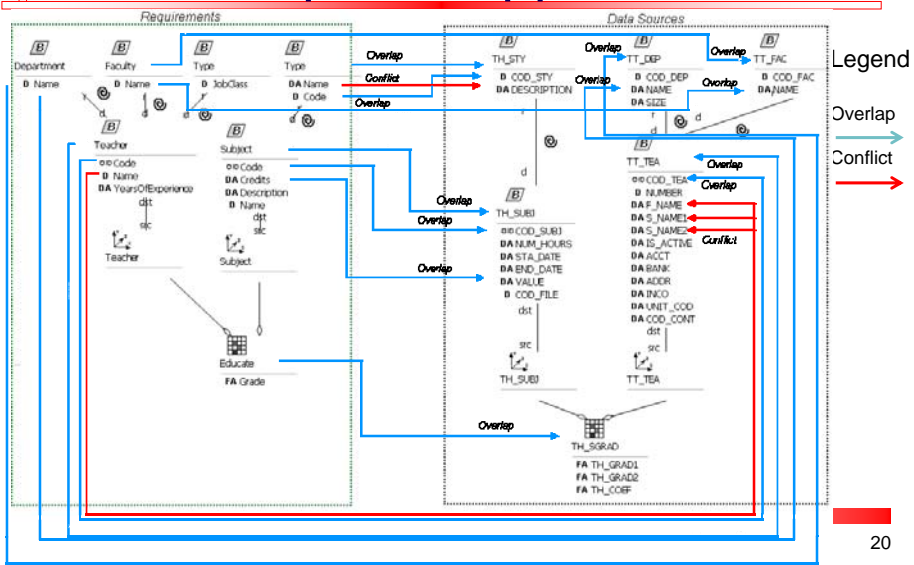 Requirements
Data Sources
B
Department
D Name
B
Faculty
D Name
B
Type
D JobClass
B
Type
DA Name
D Code
Overlap
Conflict
Overlap
B
TH_STY
D COD_STY
DA DESCRIPTION
Overlap
Overlap
B
TT_DEP
D COD_DEP
DA NAME
DA SIZE
Overlap
Overlap
B
TT_FAC
D COD_FAC
DA NAME
Legend
Overlap
Conflict
r
d
r
d
r
d
r
d
r
d
B
Teacher
OID Code
D Name
DA YearsOfExperience
dst
src
Teacher
B
Subject
OID Code
DA Credits
DA Description
D Name
dst
src
Subject
Overlap
Overlap
Overlap
B
TH_SUBJ
OID COD_SUBJ
DA NUM_HOURS
DA STA_DATE
DA END_DATE
DA VALUE
D COD_FILE
dst
src
TH_SUBJ
B
TT_TEA
OID COD_TEA
D NUMBER
DA F_NAME
DA S_NAME1
DA S_NAME2
DA IS_ACTIVE
DA ACCT
DA BANK
DA ADDR
DA INCO
DA UNIT_COD
DA COD_CONT
dst
src
TT_TEA
Overlap
Overlap
Conflict
Educate
FA Grade
Overlap
TH_SGRAD
FA TH_GRAD1
FA TH_GRAD2
FA TH_COEF
20